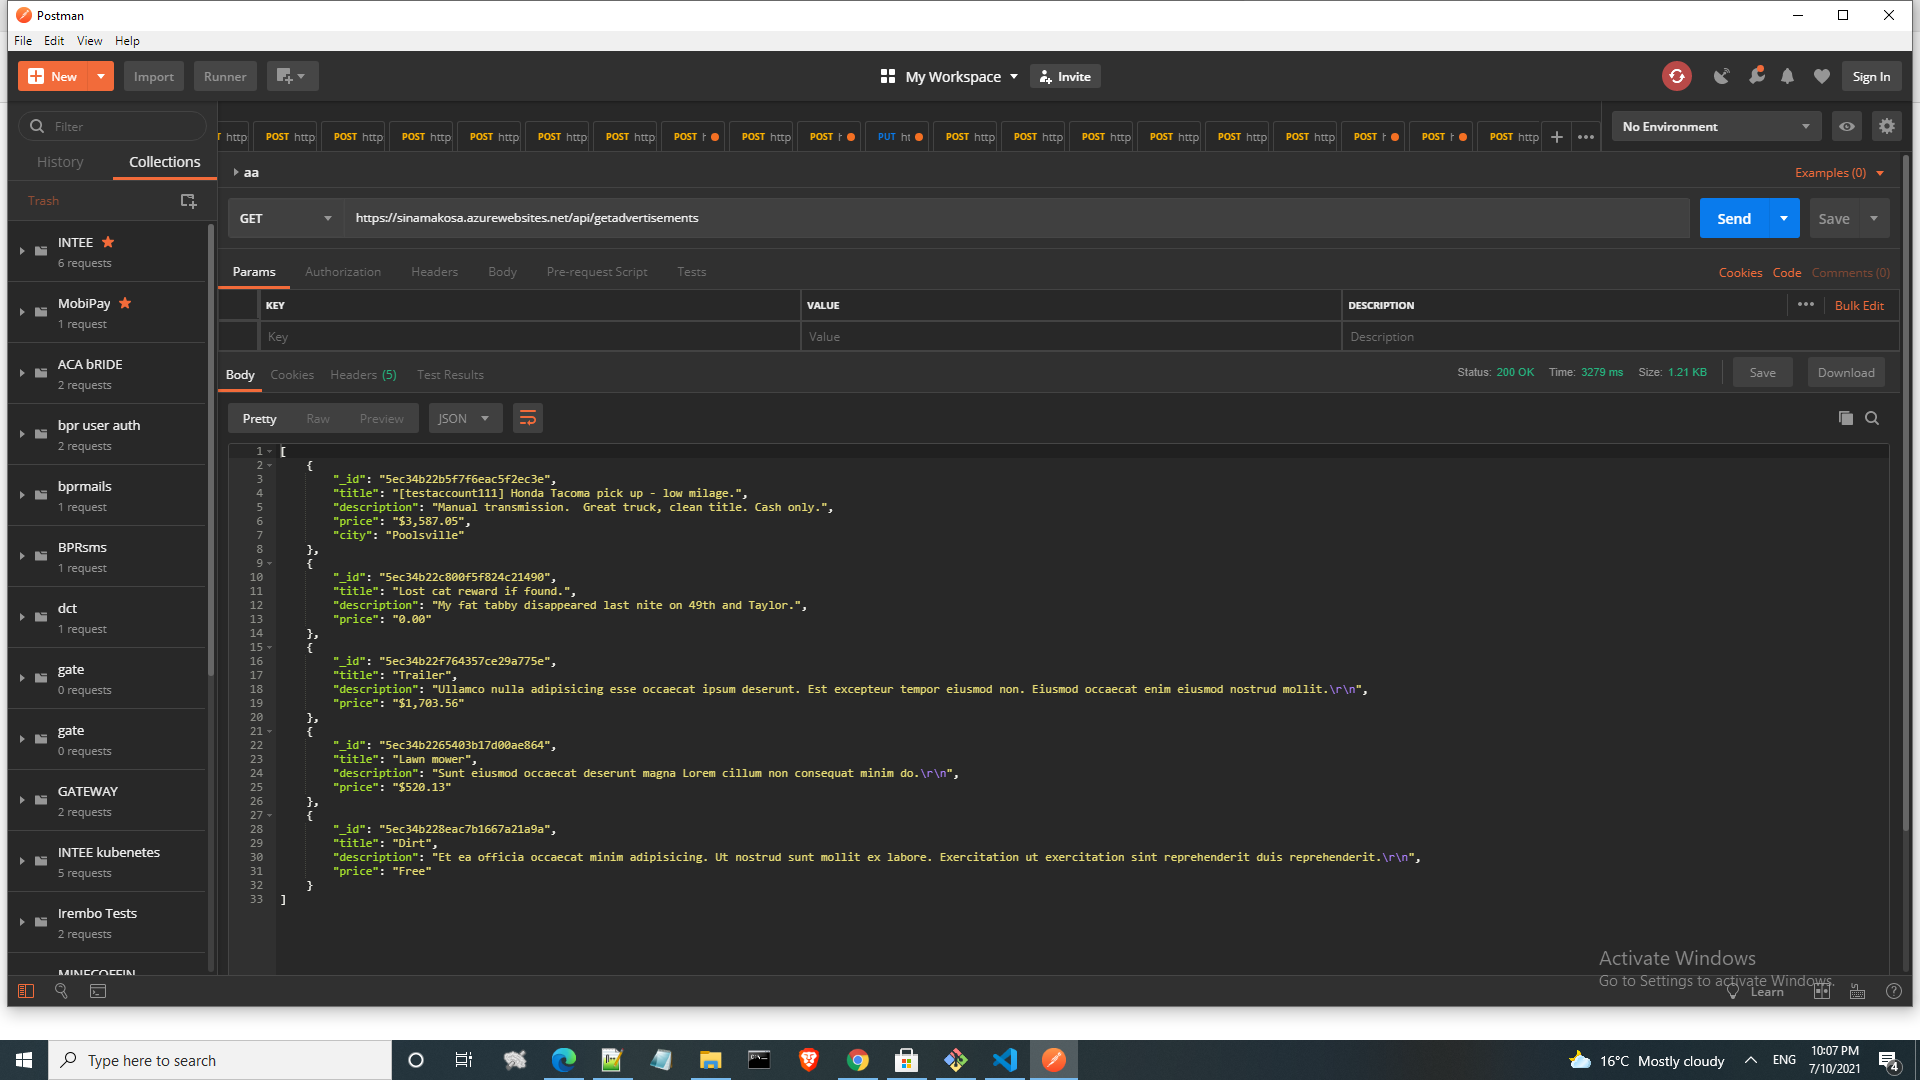 Postman
File Edit View Help
New Import Runner My Workspace Invite Sign In
Filter
History Collections
Trash
INTEE
6 requests
MobiPay
1 request
ACA bRIDE
2 requests
bpr user auth
2 requests
bprmails
1 request
BPRsms
1 request
dct
1 request
gate
0 requests
gate
0 requests
GATEWAY
2 requests
INTEE kubenetes
5 requests
Irembo Tests
2 requests
MINECOFFIN
http POST http POST http POST http POST http POST http POST http POST h POST http POST h PUT ht POST http POST http POST http POST http POST http POST http POST h POST h POST http
No Environment
aa
Examples (0)
GET https://sinamakosa.azurewebsites.net/api/getadvertisements Send Save
Params Authorization Headers Body Pre-request Script Tests Cookies Code Comments (0)
KEY VALUE DESCRIPTION Bulk Edit
Key Value Description
Body Cookies Headers (5) Test Results Status: 200 OK Time: 3279 ms Size: 1.21 KB Save Download
Pretty Raw Preview JSON
1 [
2 {
3 "_id": "5ec34b22b5f7f6eac5f2ec3e",
4 "title": "[testaccount111] Honda Tacoma pick up - low milage.",
5 "description": "Manual transmission.  Great truck, clean title. Cash only.",
6 "price": "$3,587.05",
7 "city": "Poolsville"
8 },
9 {
10 "_id": "5ec34b22c800f5f824c21490",
11 "title": "Lost cat reward if found.",
12 "description": "My fat tabby disappeared last nite on 49th and Taylor.",
13 "price": "0.00"
14 },
15 {
16 "_id": "5ec34b22f764357ce29a775e",
17 "title": "Trailer",
18 "description": "Ullamco nulla adipisicing esse occaecat ipsum deserunt. Est excepteur tempor eiusmod non. Eiusmod occaecat enim eiusmod nostrud mollit.\r\n",
19 "price": "$1,703.56"
20 },
21 {
22 "_id": "5ec34b2265403b17d00ae864",
23 "title": "Lawn mower",
24 "description": "Sunt eiusmod occaecat deserunt magna Lorem cillum non consequat minim do.\r\n",
25 "price": "$520.13"
26 },
27 {
28 "_id": "5ec34b228eac7b1667a21a9a",
29 "title": "Dirt",
30 "description": "Et ea officia occaecat minim adipisicing. Ut nostrud sunt mollit ex labore. Exercitation ut exercitation sint reprehenderit duis reprehenderit.\r\n",
31 "price": "Free"
32 }
33 ]
Activate Windows
Go to Settings to activate Windows.
Learn
Type here to search
16°C Mostly cloudy ENG 10:07 PM
7/10/2021
4